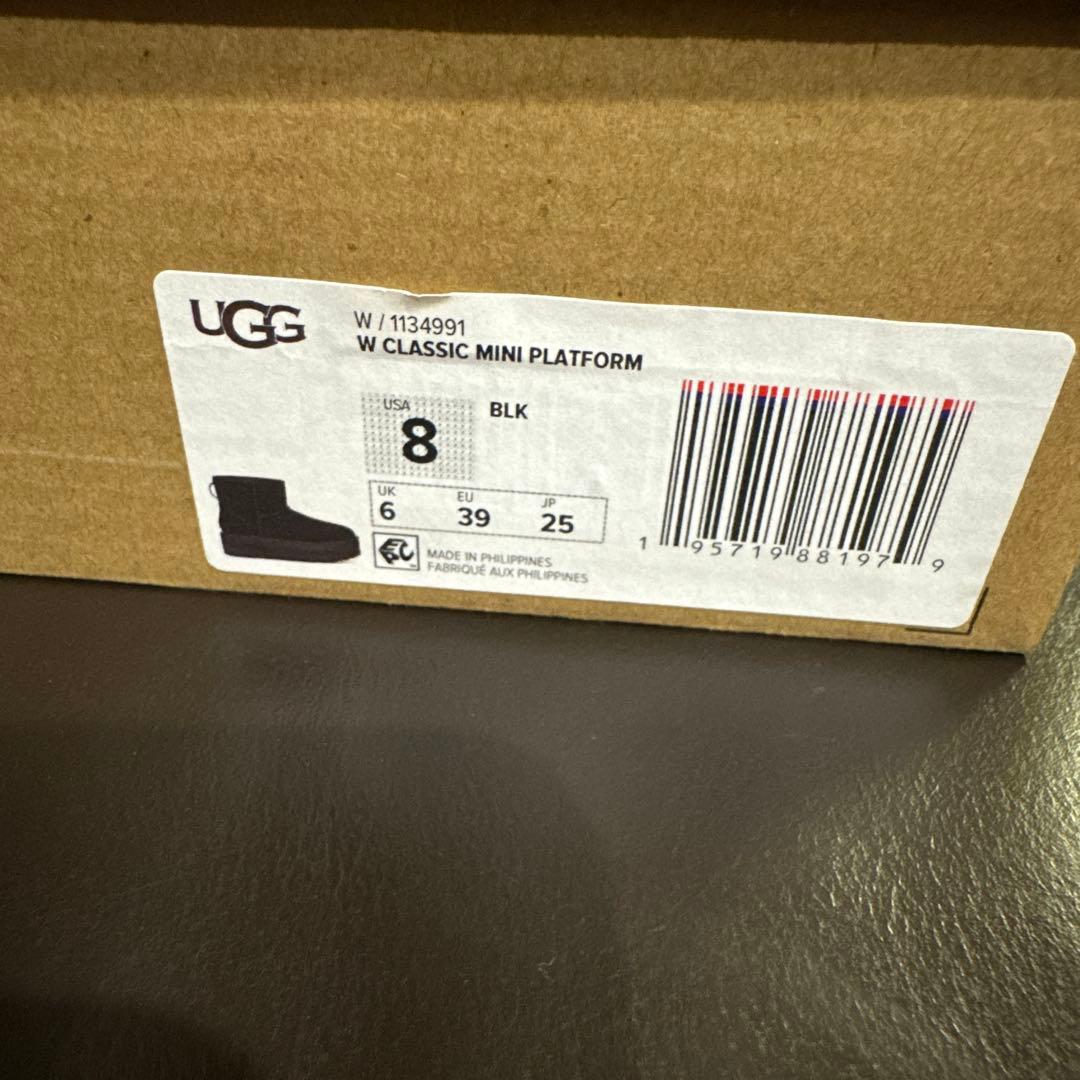 UGG
W / 1134991
W CLASSIC MINI PLATFORM
USA
8
BLK
UK
6
EU
39
JP
25
MADE IN PHILIPPINES
FABRIQUÉ AUX PHILIPPINES
1 95719 88197 9